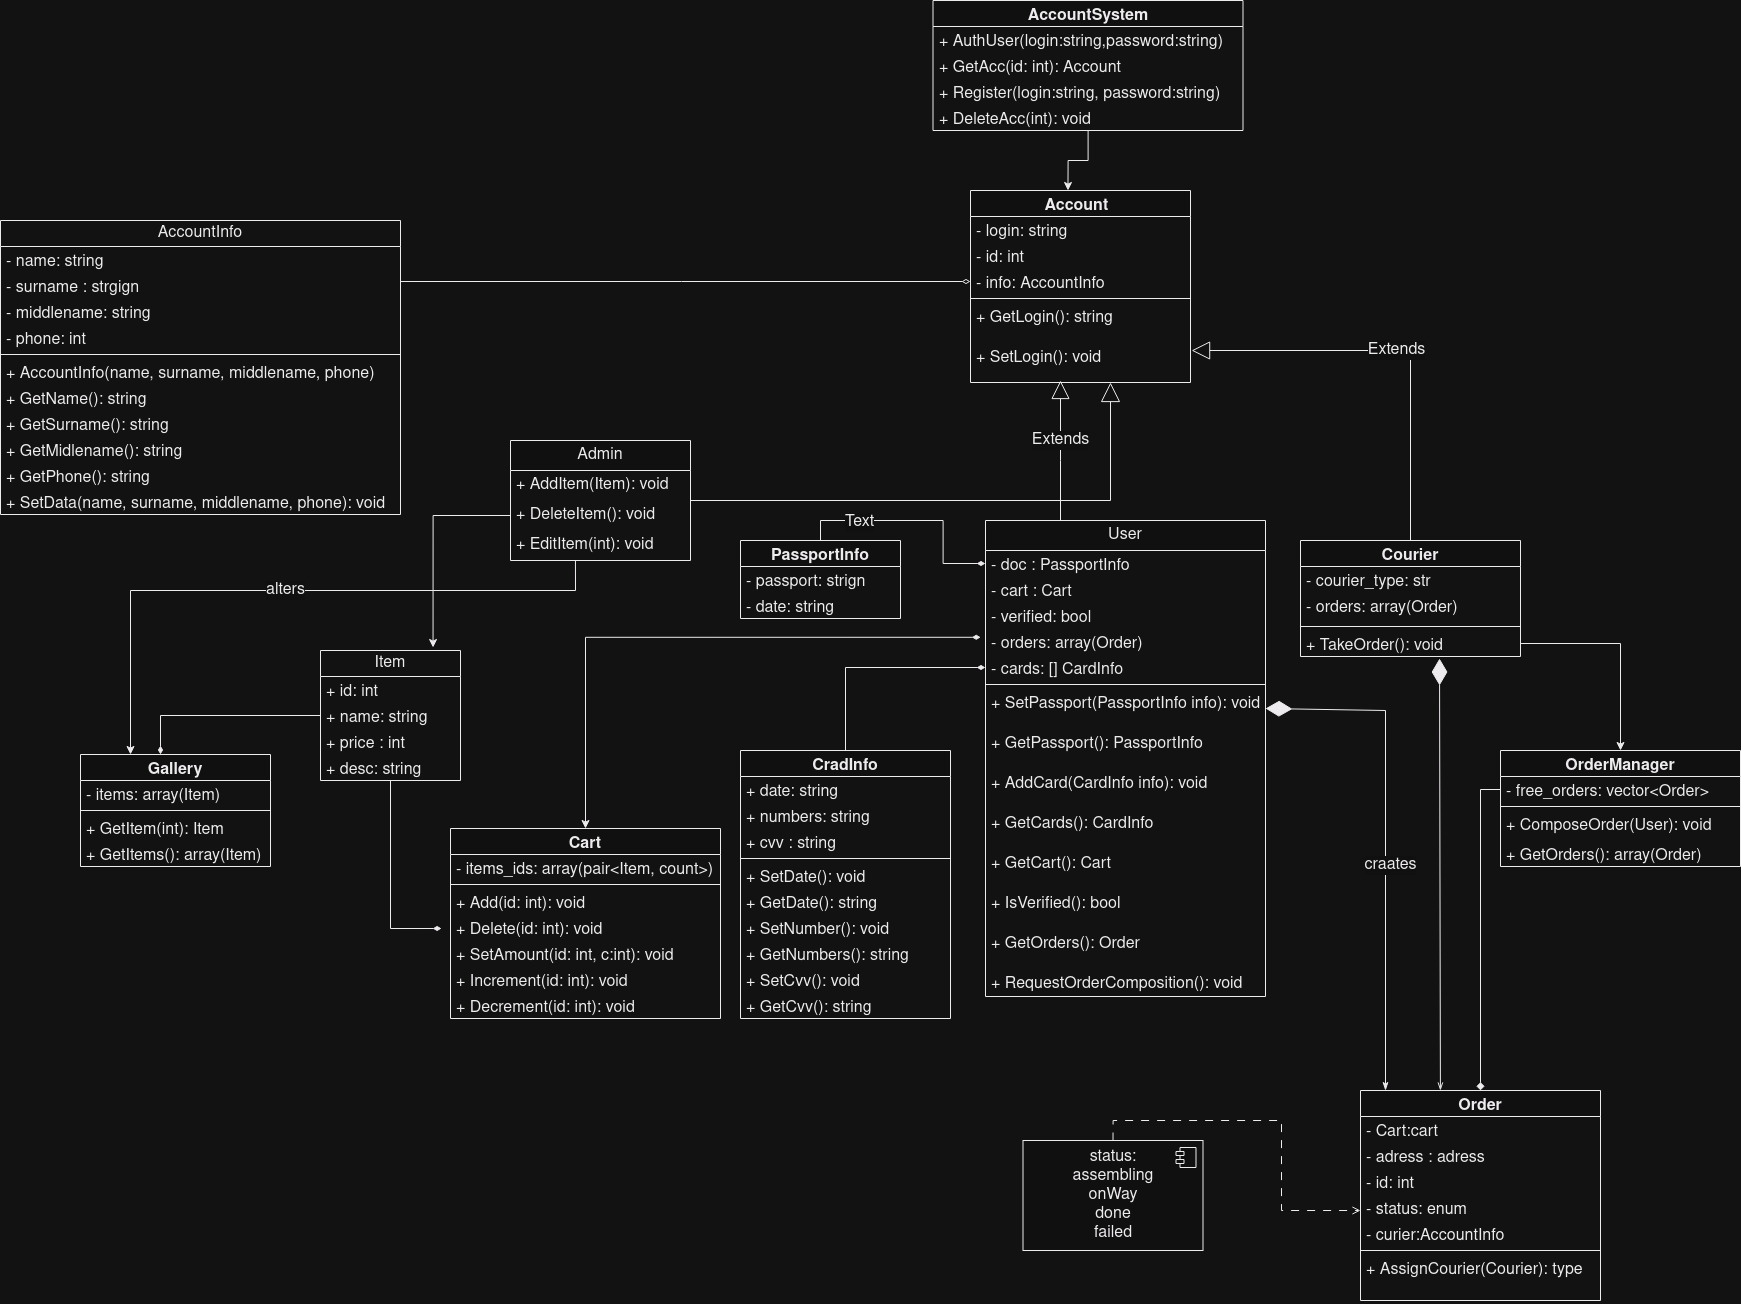 AccountSystem
+ AuthUser(login:string,password:string)
+ GetAcc(id: int): Account
+ Register(login:string, password:string)
+ DeleteAcc(int): void
Account
- login: string
- id: int
- info: AccountInfo
+ GetLogin(): string
+ SetLogin(): void
AccountInfo
- name: string
- surname : strgign
- middlename: string
- phone: int
+ AccountInfo(name, surname, middlename, phone)
+ GetName(): string
+ GetSurname(): string
+ GetMidlename(): string
+ GetPhone(): string
+ SetData(name, surname, middlename, phone): void
Extends
Extends
Admin
+ AddItem(Item): void
+ DeleteItem(): void
+ EditItem(int): void
alters
Text
PassportInfo
- passport: strign
- date: string
User
- doc : PassportInfo
- cart : Cart
- verified: bool
- orders: array(Order)
- cards: [] CardInfo
+ SetPassport(PassportInfo info): void
+ GetPassport(): PassportInfo
+ AddCard(CardInfo info): void
+ GetCards(): CardInfo
+ GetCart(): Cart
+ IsVerified(): bool
+ GetOrders(): Order
+ RequestOrderComposition(): void
Courier
- courier_type: str
- orders: array(Order)
+ TakeOrder(): void
Item
+ id: int
+ name: string
+ price : int
+ desc: string
Gallery
- items: array(Item)
+ GetItem(int): Item
+ GetItems(): array(Item)
Cart
- items_ids: array(pair<Item, count>)
+ Add(id: int): void
+ Delete(id: int): void
+ SetAmount(id: int, c:int): void
+ Increment(id: int): void
+ Decrement(id: int): void
CradInfo
+ date: string
+ numbers: string
+ cvv : string
+ SetDate(): void
+ GetDate(): string
+ SetNumber(): void
+ GetNumbers(): string
+ SetCvv(): void
+ GetCvv(): string
OrderManager
- free_orders: vector<Order>
+ ComposeOrder(User): void
+ GetOrders(): array(Order)
craates
status:
assembling
onWay
done
failed
Order
- Cart:cart
- adress : adress
- id: int
- status: enum
- curier:AccountInfo
+ AssignCourier(Courier): type